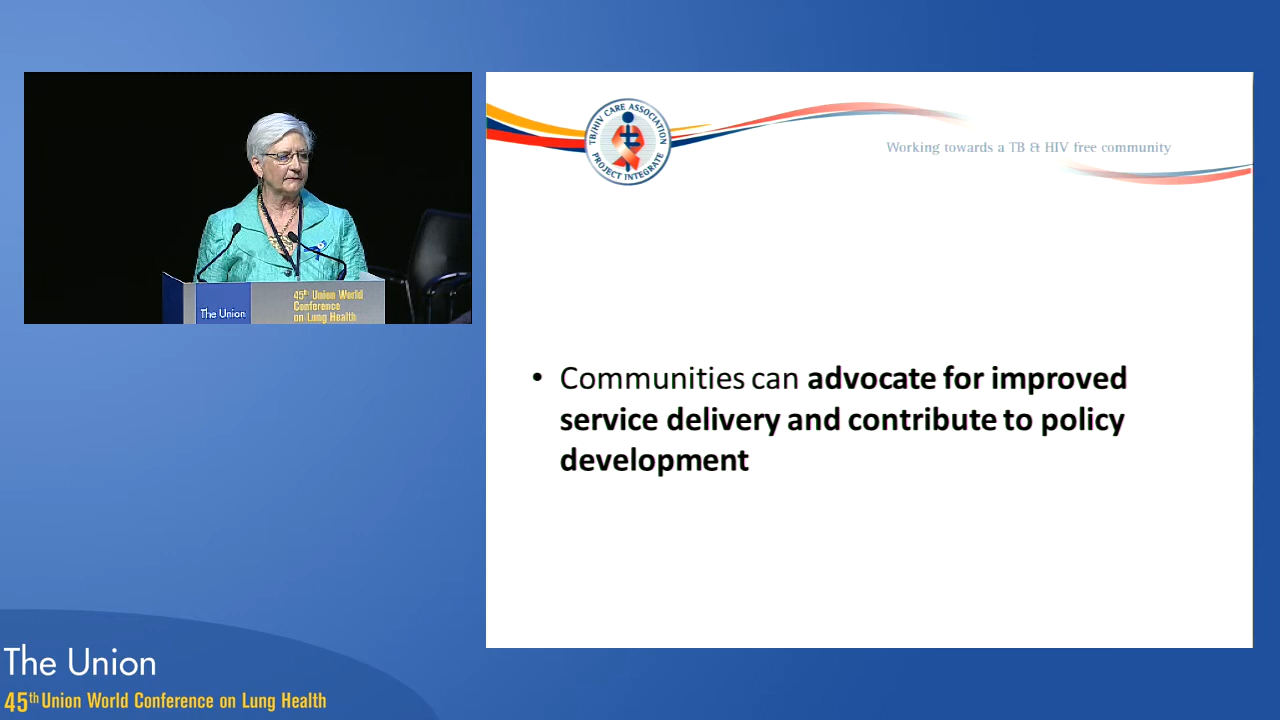 The Union
45th Union World
Conference
on Lung Health
TB/HIV CARE ASSOCIATION
PROJECT INTEGRATE
Working towards a TB & HIV free community
• Communities can advocate for improved
service delivery and contribute to policy
development
The Union
45th Union World Conference on Lung Health